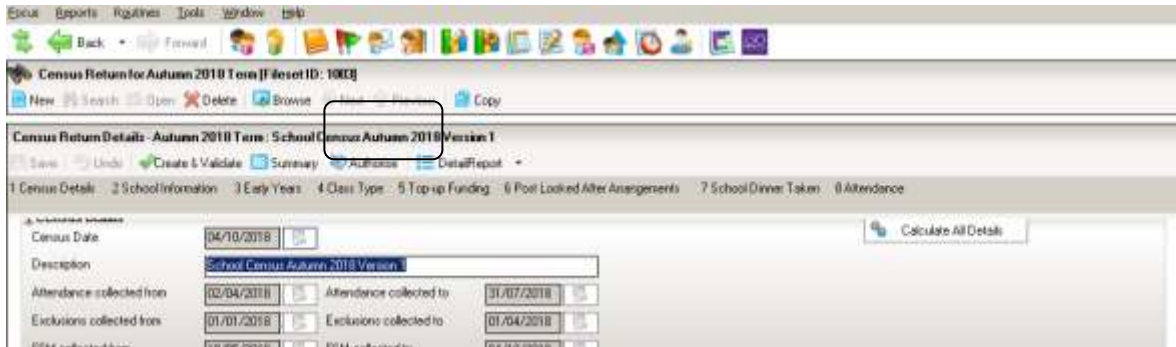 Focus Reports Routines Tools Window Help
Back Forward
Census Return for Autumn 2018 Term [Fileset ID: 1003]
New Search Open Delete Browse Next Previous Copy
Census Return Details - Autumn 2018 Term : School Census Autumn 2018 Version 1
Save Undo Create & Validate Summary Authorise DetailReport
1 Census Details 2 School Information 3 Early Years 4 Class Type 5 Top-up Funding 6 Post Looked After Arrangements 7 School Dinner Taken 8 Attendance
1 Census Details
Census Date 04/10/2018 Calculate All Details
Description School Census Autumn 2018 Version 1
Attendance collected from 02/04/2018 Attendance collected to 31/07/2018
Exclusions collected from 01/01/2018 Exclusions collected to 01/04/2018